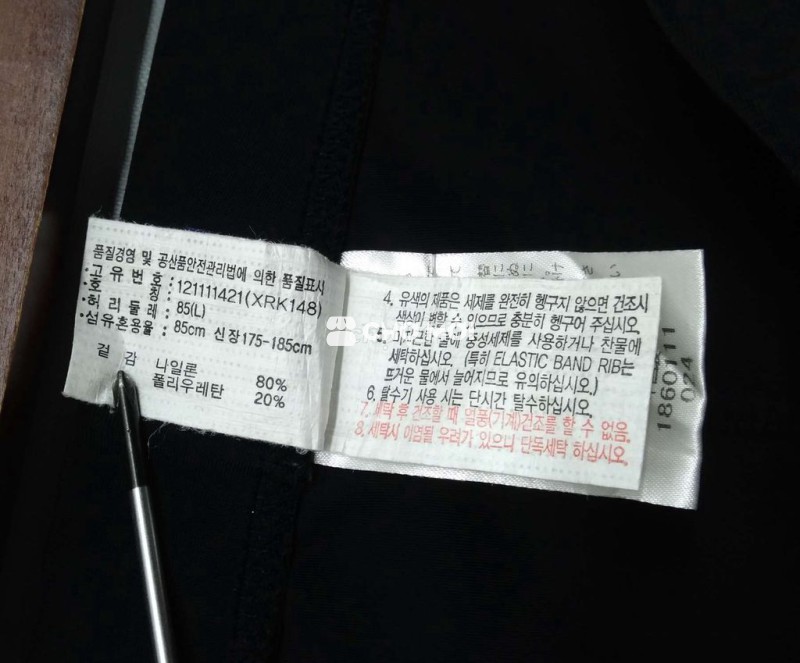 품질경영 및 공산품안전관리법에 의한 품질표시
·고유번호 : 121111421(XRK148)
·호 칭 : 85(L)
·허리둘레 : 85cm 신장175-185cm
·섬유혼용율 :
겉 감 나일론 80%
폴리우레탄 20%
4. 유색의 제품은 세제를 완전히 헹구지 않으면 건조시
색상이 변할 수 있으므로 충분히 헹구어 주십시오.
5. 미지근한 물에 중성세제를 사용하거나 찬물에
세탁하십시오. (특히 ELASTIC BAND RIB는
뜨거운 물에서 늘어지므로 유의하십시오.)
6. 탈수기 사용 시는 단시간 탈수하십시오.
7. 세탁 후 건조할 때 열풍(기계)건조를 할 수 없음.
8. 세탁시 이염될 우려가 있으니 단독세탁 하십시오.
1860111
024